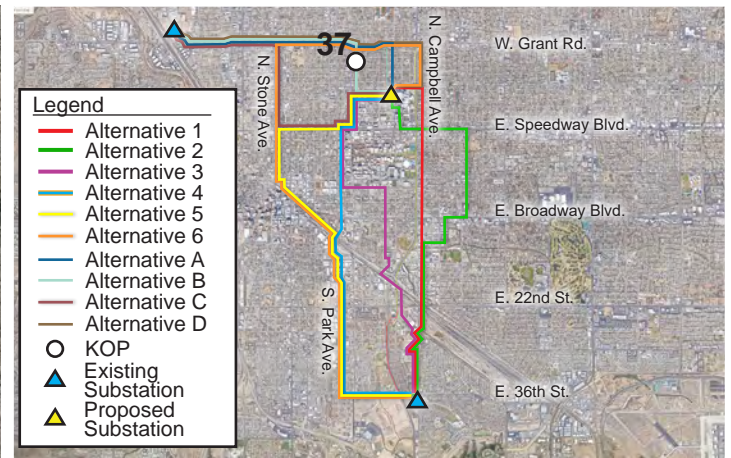 37
N. Campbell Ave.
W. Grant Rd.
N. Stone Ave.
E. Speedway Blvd.
E. Broadway Blvd.
E. 22nd St.
S. Park Ave.
E. 36th St.
Legend
Alternative 1
Alternative 2
Alternative 3
Alternative 4
Alternative 5
Alternative 6
Alternative A
Alternative B
Alternative C
Alternative D
KOP
Existing
Substation
Proposed
Substation